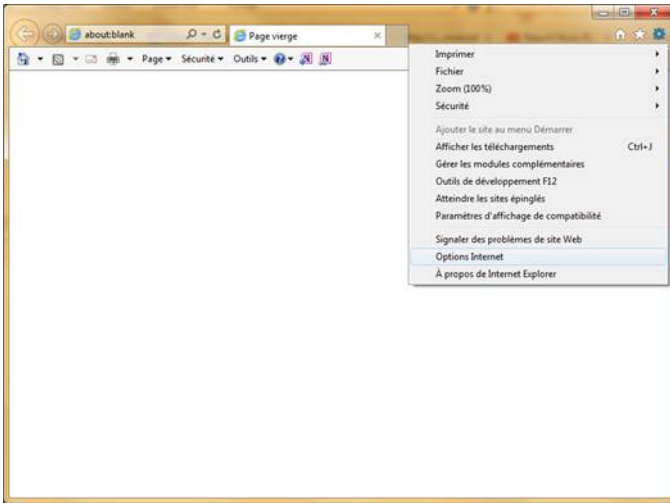 about:blank
Page vierge
Page
Sécurité
Outils
Imprimer
Fichier
Zoom (100%)
Sécurité
Ajouter le site au menu Démarrer
Afficher les téléchargements Ctrl+J
Gérer les modules complémentaires
Outils de développement F12
Atteindre les sites épinglés
Paramètres d'affichage de compatibilité
Signaler des problèmes de site Web
Options Internet
À propos de Internet Explorer